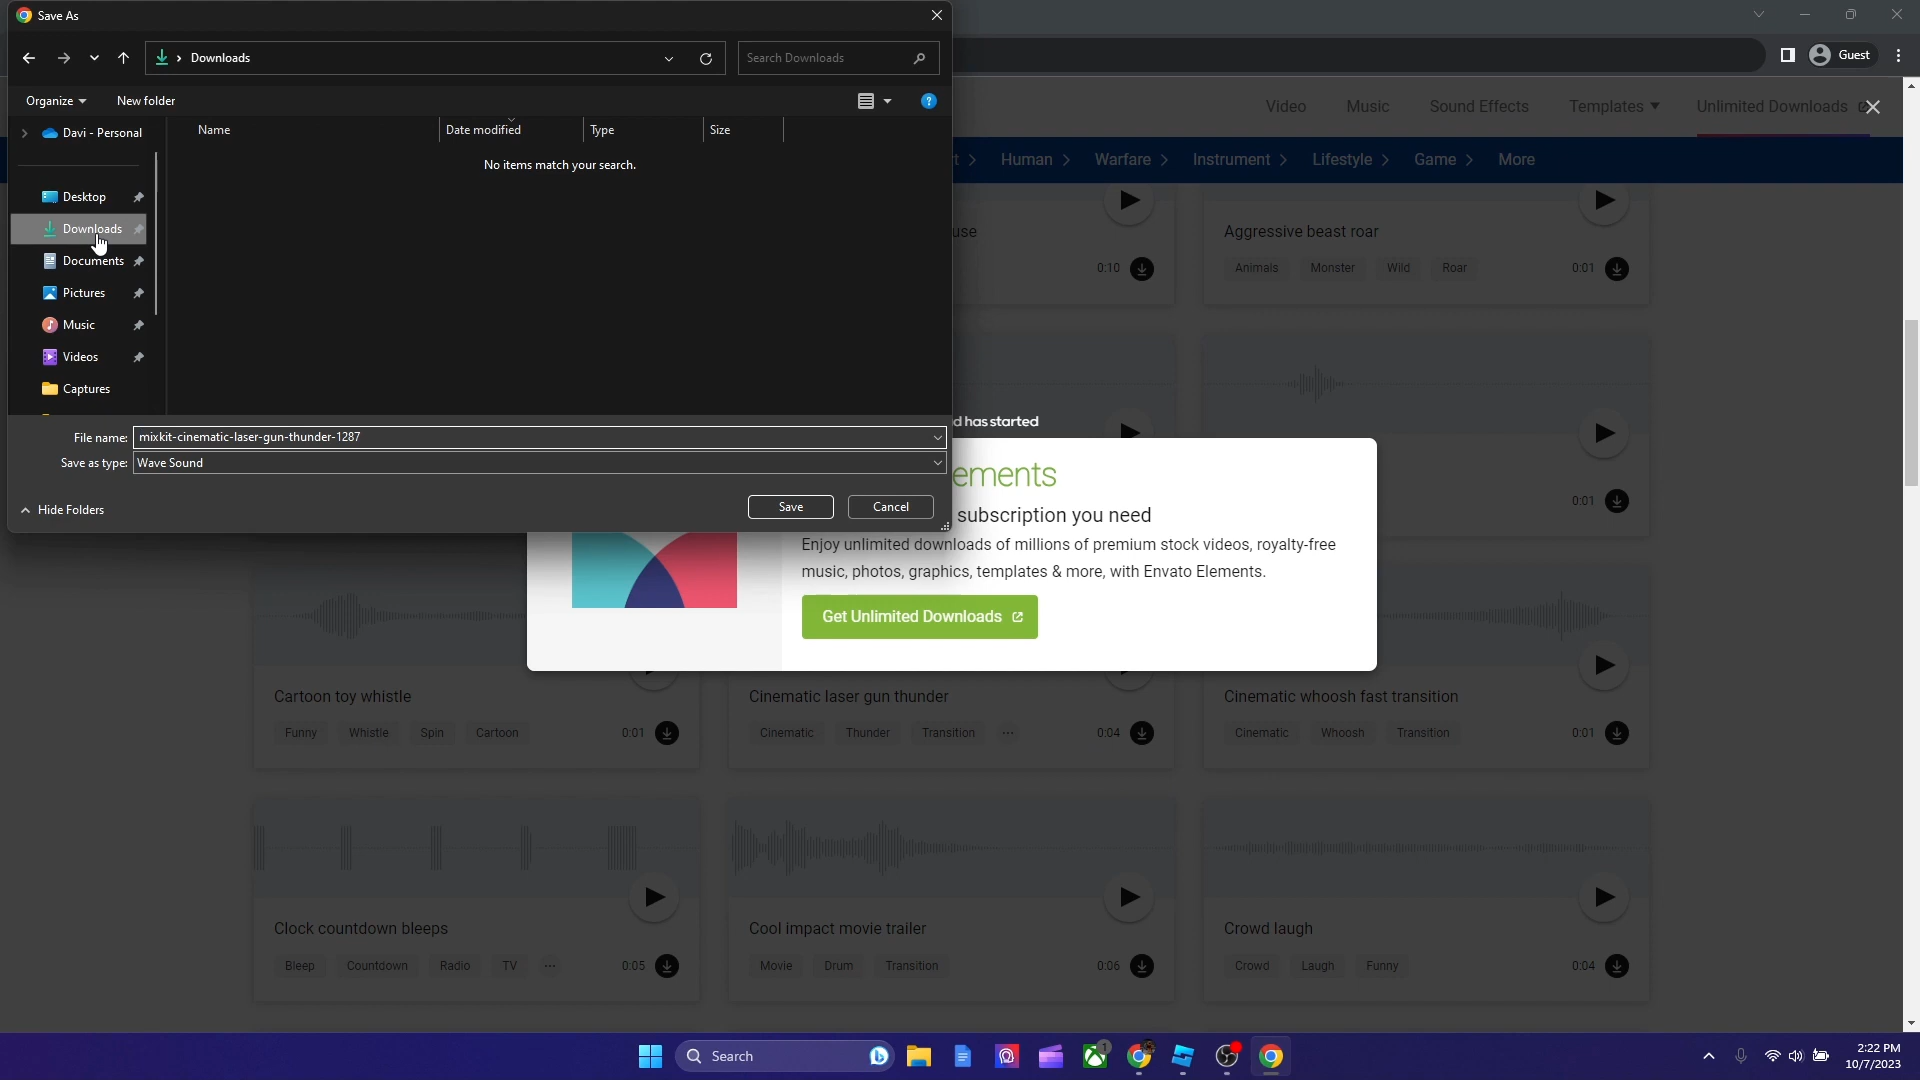 Save As
Downloads
Search Downloads
Organize
New folder
Davi - Personal
Desktop
Downloads
Documents
Pictures
Music
Videos
Captures
Name
Date modified
Type
Size
No items match your search.
File name: mixkit-cinematic-laser-gun-thunder-1287
Save as type: Wave Sound
Hide Folders
Save
Cancel
Guest
Video
Music
Sound Effects
Templates
Unlimited Downloads
Human
Warfare
Instrument
Lifestyle
Game
More
0:10
Aggressive beast roar
Animals
Monster
Wild
Roar
0:01
d has started
ements
subscription you need
Enjoy unlimited downloads of millions of premium stock videos, royalty-free
music, photos, graphics, templates & more, with Envato Elements.
Get Unlimited Downloads
0:01
Cartoon toy whistle
Funny
Whistle
Spin
Cartoon
0:01
Cinematic laser gun thunder
Cinematic
Thunder
Transition
···
0:04
Cinematic whoosh fast transition
Cinematic
Whoosh
Transition
0:01
Clock countdown bleeps
Bleep
Countdown
Radio
TV
···
0:05
Cool impact movie trailer
Movie
Drum
Transition
0:06
Crowd laugh
Crowd
Laugh
Funny
0:04
Search
1
2:22 PM
10/7/2023